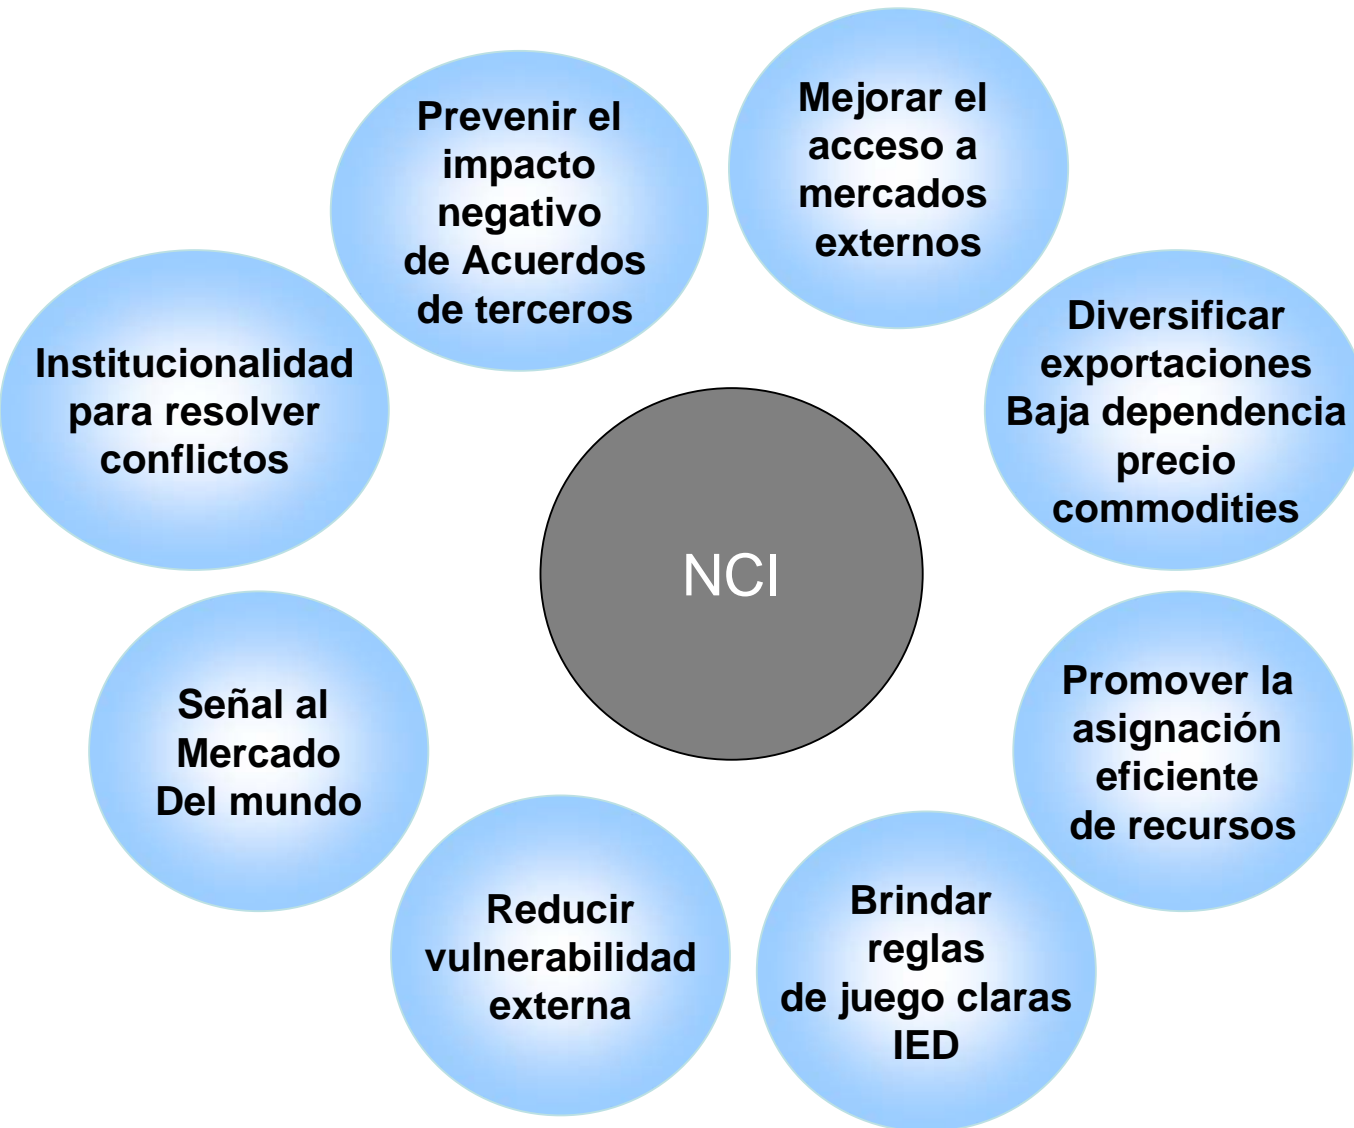 Mejorar el
acceso a
mercados
externos
Prevenir el
impacto
negativo
de Acuerdos
de terceros
Diversificar
exportaciones
Baja dependencia
precio
commodities
Institucionalidad
para resolver
conflictos
NCI
Promover la
asignación
eficiente
de recursos
Señal al
Mercado
Del mundo
Brindar
reglas
de juego claras
IED
Reducir
vulnerabilidad
externa